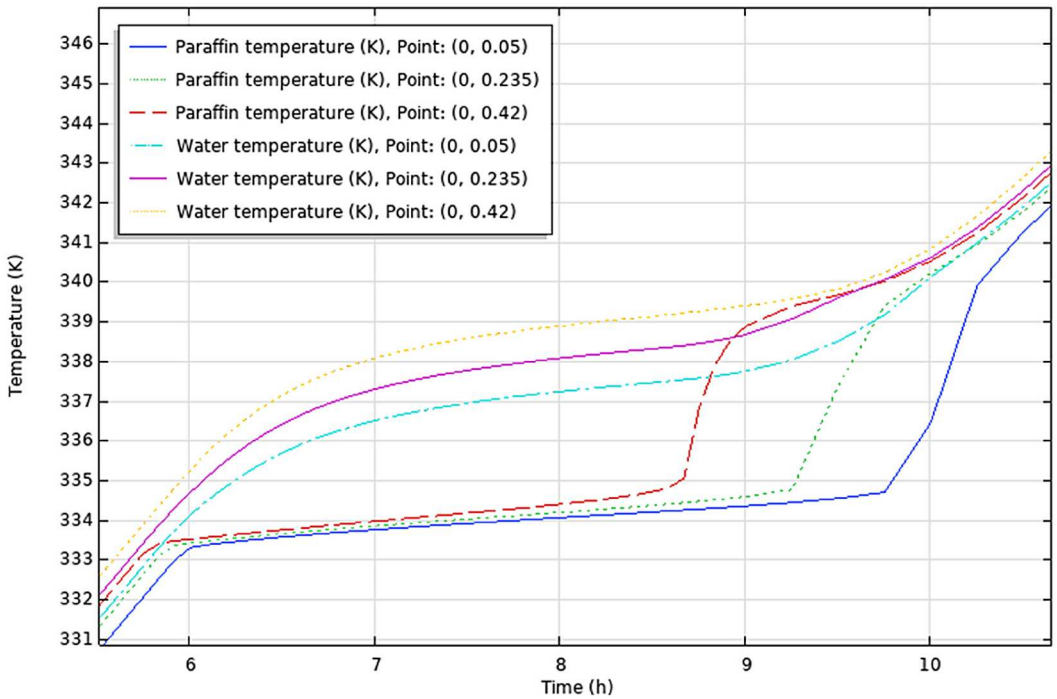 346
345
344
343
342
341
340
339
338
337
336
335
334
333
332
331
Temperature (K)
Paraffin temperature (K), Point: (0, 0.05)
Paraffin temperature (K), Point: (0, 0.235)
Paraffin temperature (K), Point: (0, 0.42)
Water temperature (K), Point: (0, 0.05)
Water temperature (K), Point: (0, 0.235)
Water temperature (K), Point: (0, 0.42)
6 7 8 9 10
Time (h)